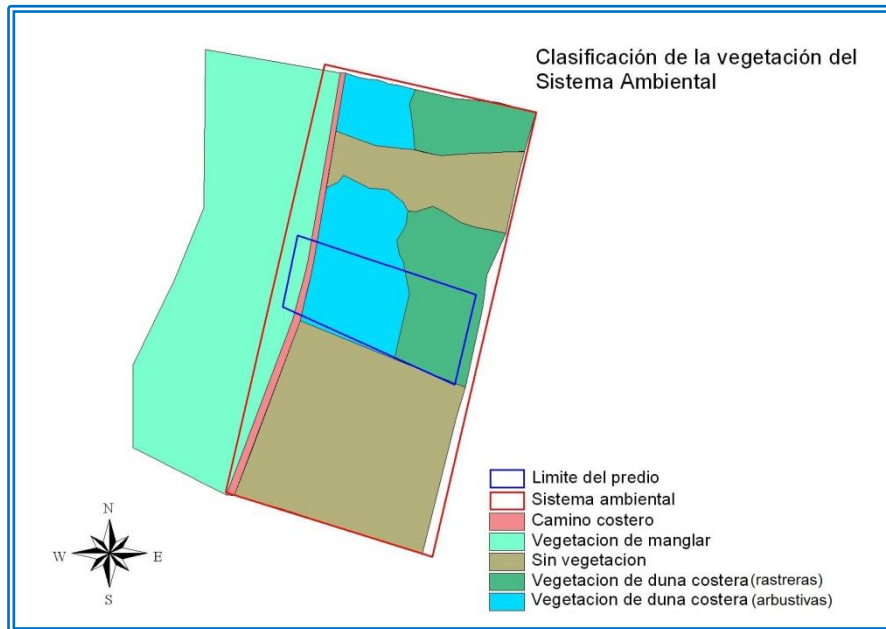 Clasificación de la vegetación del
Sistema Ambiental
Limite del predio
Sistema ambiental
Camino costero
Vegetacion de manglar
Sin vegetacion
Vegetacion de duna costera (rastreras)
Vegetacion de duna costera (arbustivas)
N
W E
S